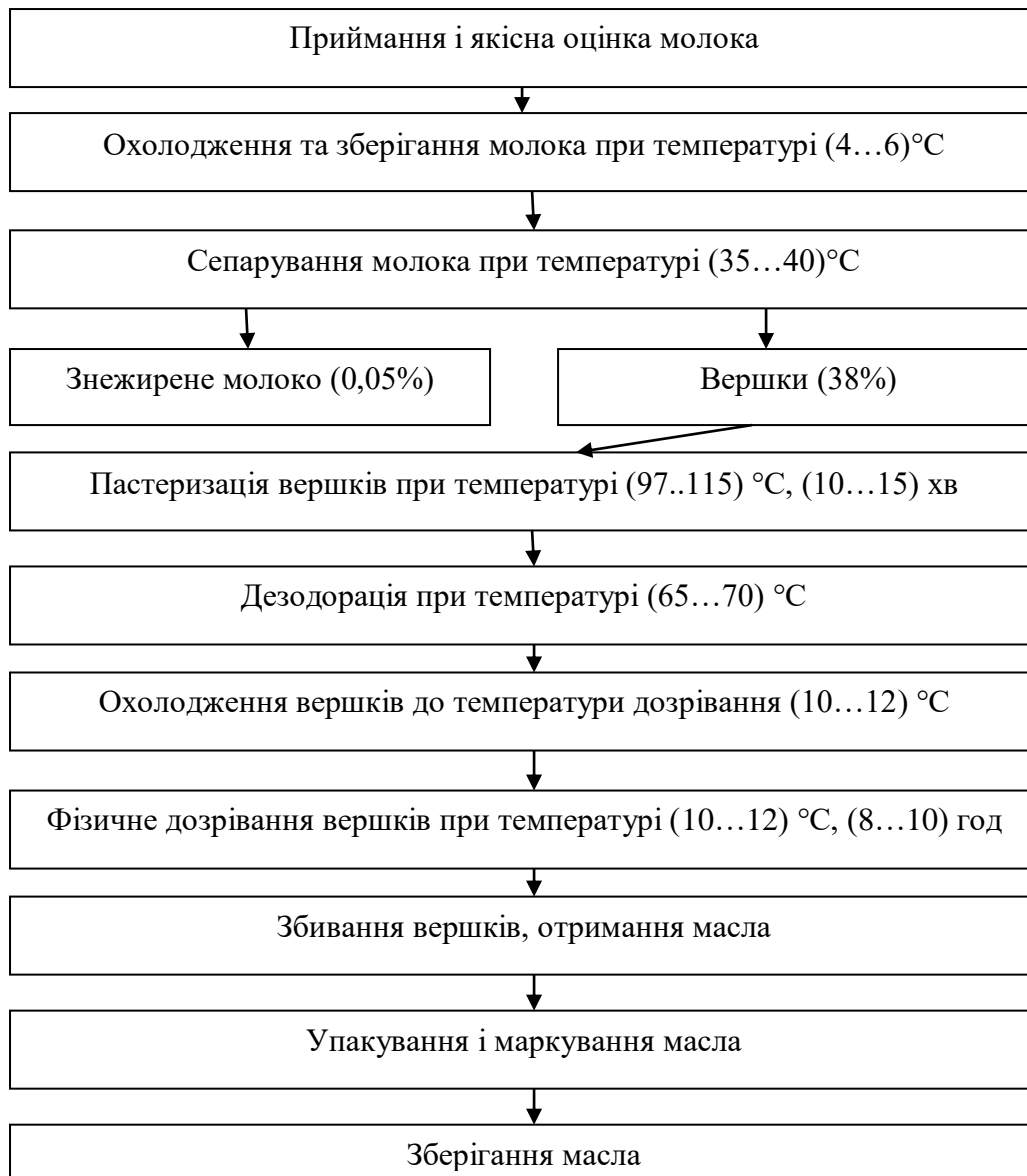 Приймання і якісна оцінка молока
Охолодження та зберігання молока при температурі (4…6)°С
Сепарування молока при температурі (35…40)°С
Знежирене молоко (0,05%)
Вершки (38%)
Пастеризація вершків при температурі (97..115) °С, (10…15) хв
Дезодорація при температурі (65…70) °С
Охолодження вершків до температури дозрівання (10…12) °С
Фізичне дозрівання вершків при температурі (10…12) °С, (8…10) год
Збивання вершків, отримання масла
Упакування і маркування масла
Зберігання масла